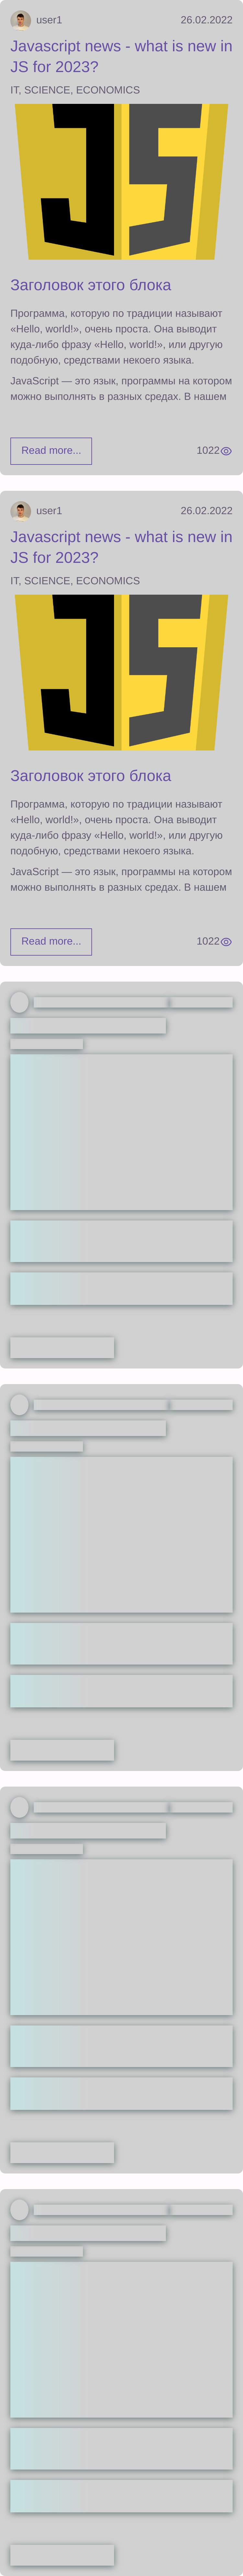 user1 26.02.2022
Javascript news - what is new in
JS for 2023?
IT, SCIENCE, ECONOMICS
JS
Заголовок этого блока
Программа, которую по традиции называют
«Hello, world!», очень проста. Она выводит
куда-либо фразу «Hello, world!», или другую
подобную, средствами некоего языка.
JavaScript — это язык, программы на котором
можно выполнять в разных средах. В нашем
Read more... 1022
user1 26.02.2022
Javascript news - what is new in
JS for 2023?
IT, SCIENCE, ECONOMICS
JS
Заголовок этого блока
Программа, которую по традиции называют
«Hello, world!», очень проста. Она выводит
куда-либо фразу «Hello, world!», или другую
подобную, средствами некоего языка.
JavaScript — это язык, программы на котором
можно выполнять в разных средах. В нашем
Read more... 1022